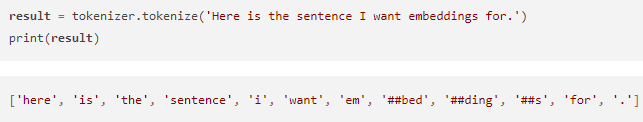 result = tokenizer.tokenize('Here is the sentence I want embeddings for.')
print(result)
['here', 'is', 'the', 'sentence', 'i', 'want', 'em', '##bed', '##ding', '##s', 'for', '.']